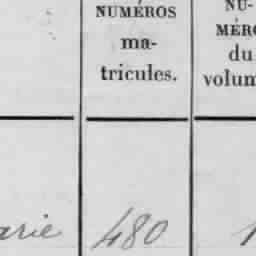 NUMÉROS
ma-
tricules.
NU-
MÉRO
du
volum
arie
480